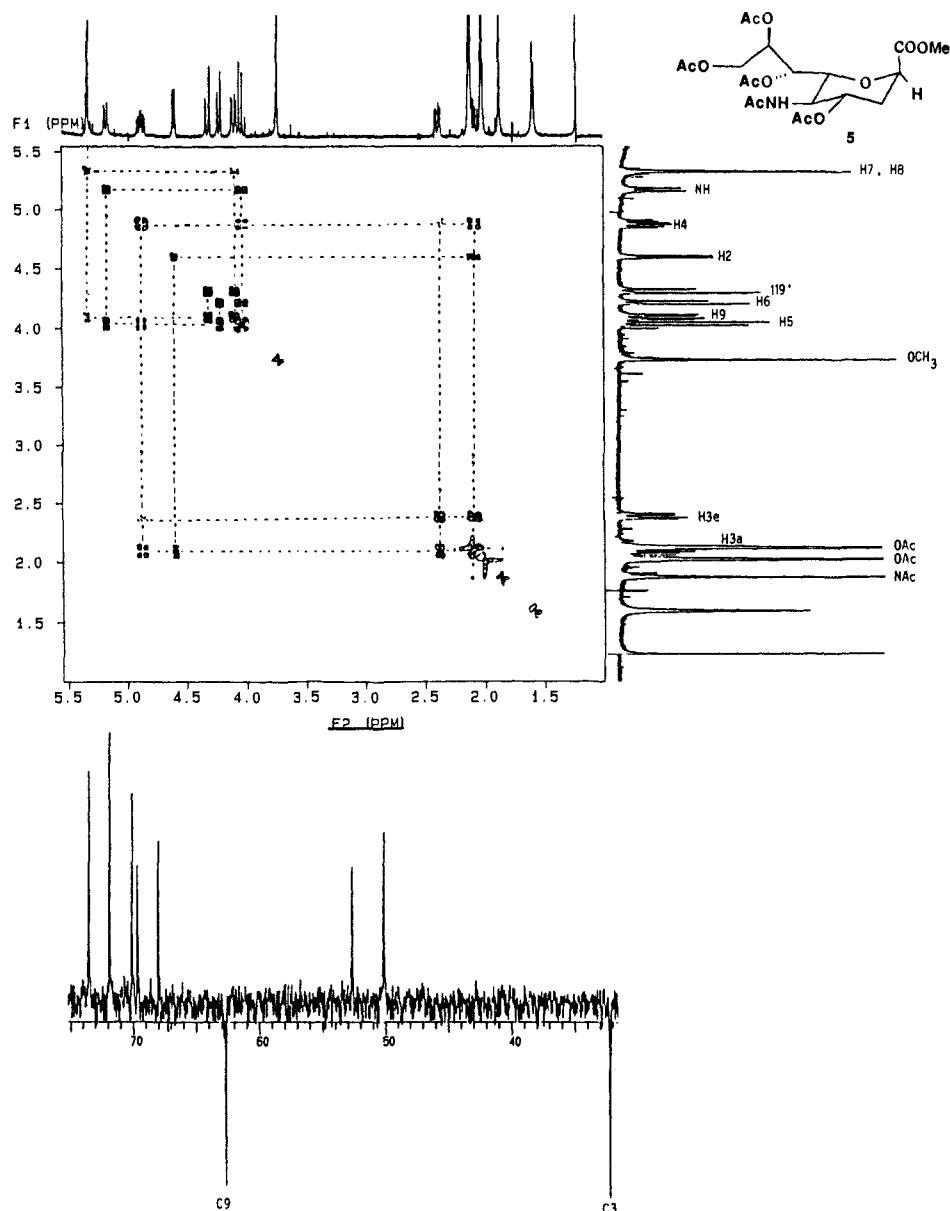 AcO
COOMe
AcO
AcO
O
H
AcNH
AcO
5
F1 (PPM)
5.5
5.0
4.5
4.0
3.5
3.0
2.5
2.0
1.5
5.5 5.0 4.5 4.0 3.5 3.0 2.5 2.0 1.5
F2 (PPM)
H7, H8
NH
H4
H2
119'
H6
H9
H5
OCH3
H3e
H3a
OAc
OAc
NAc
70 60 50 40
C9
C3